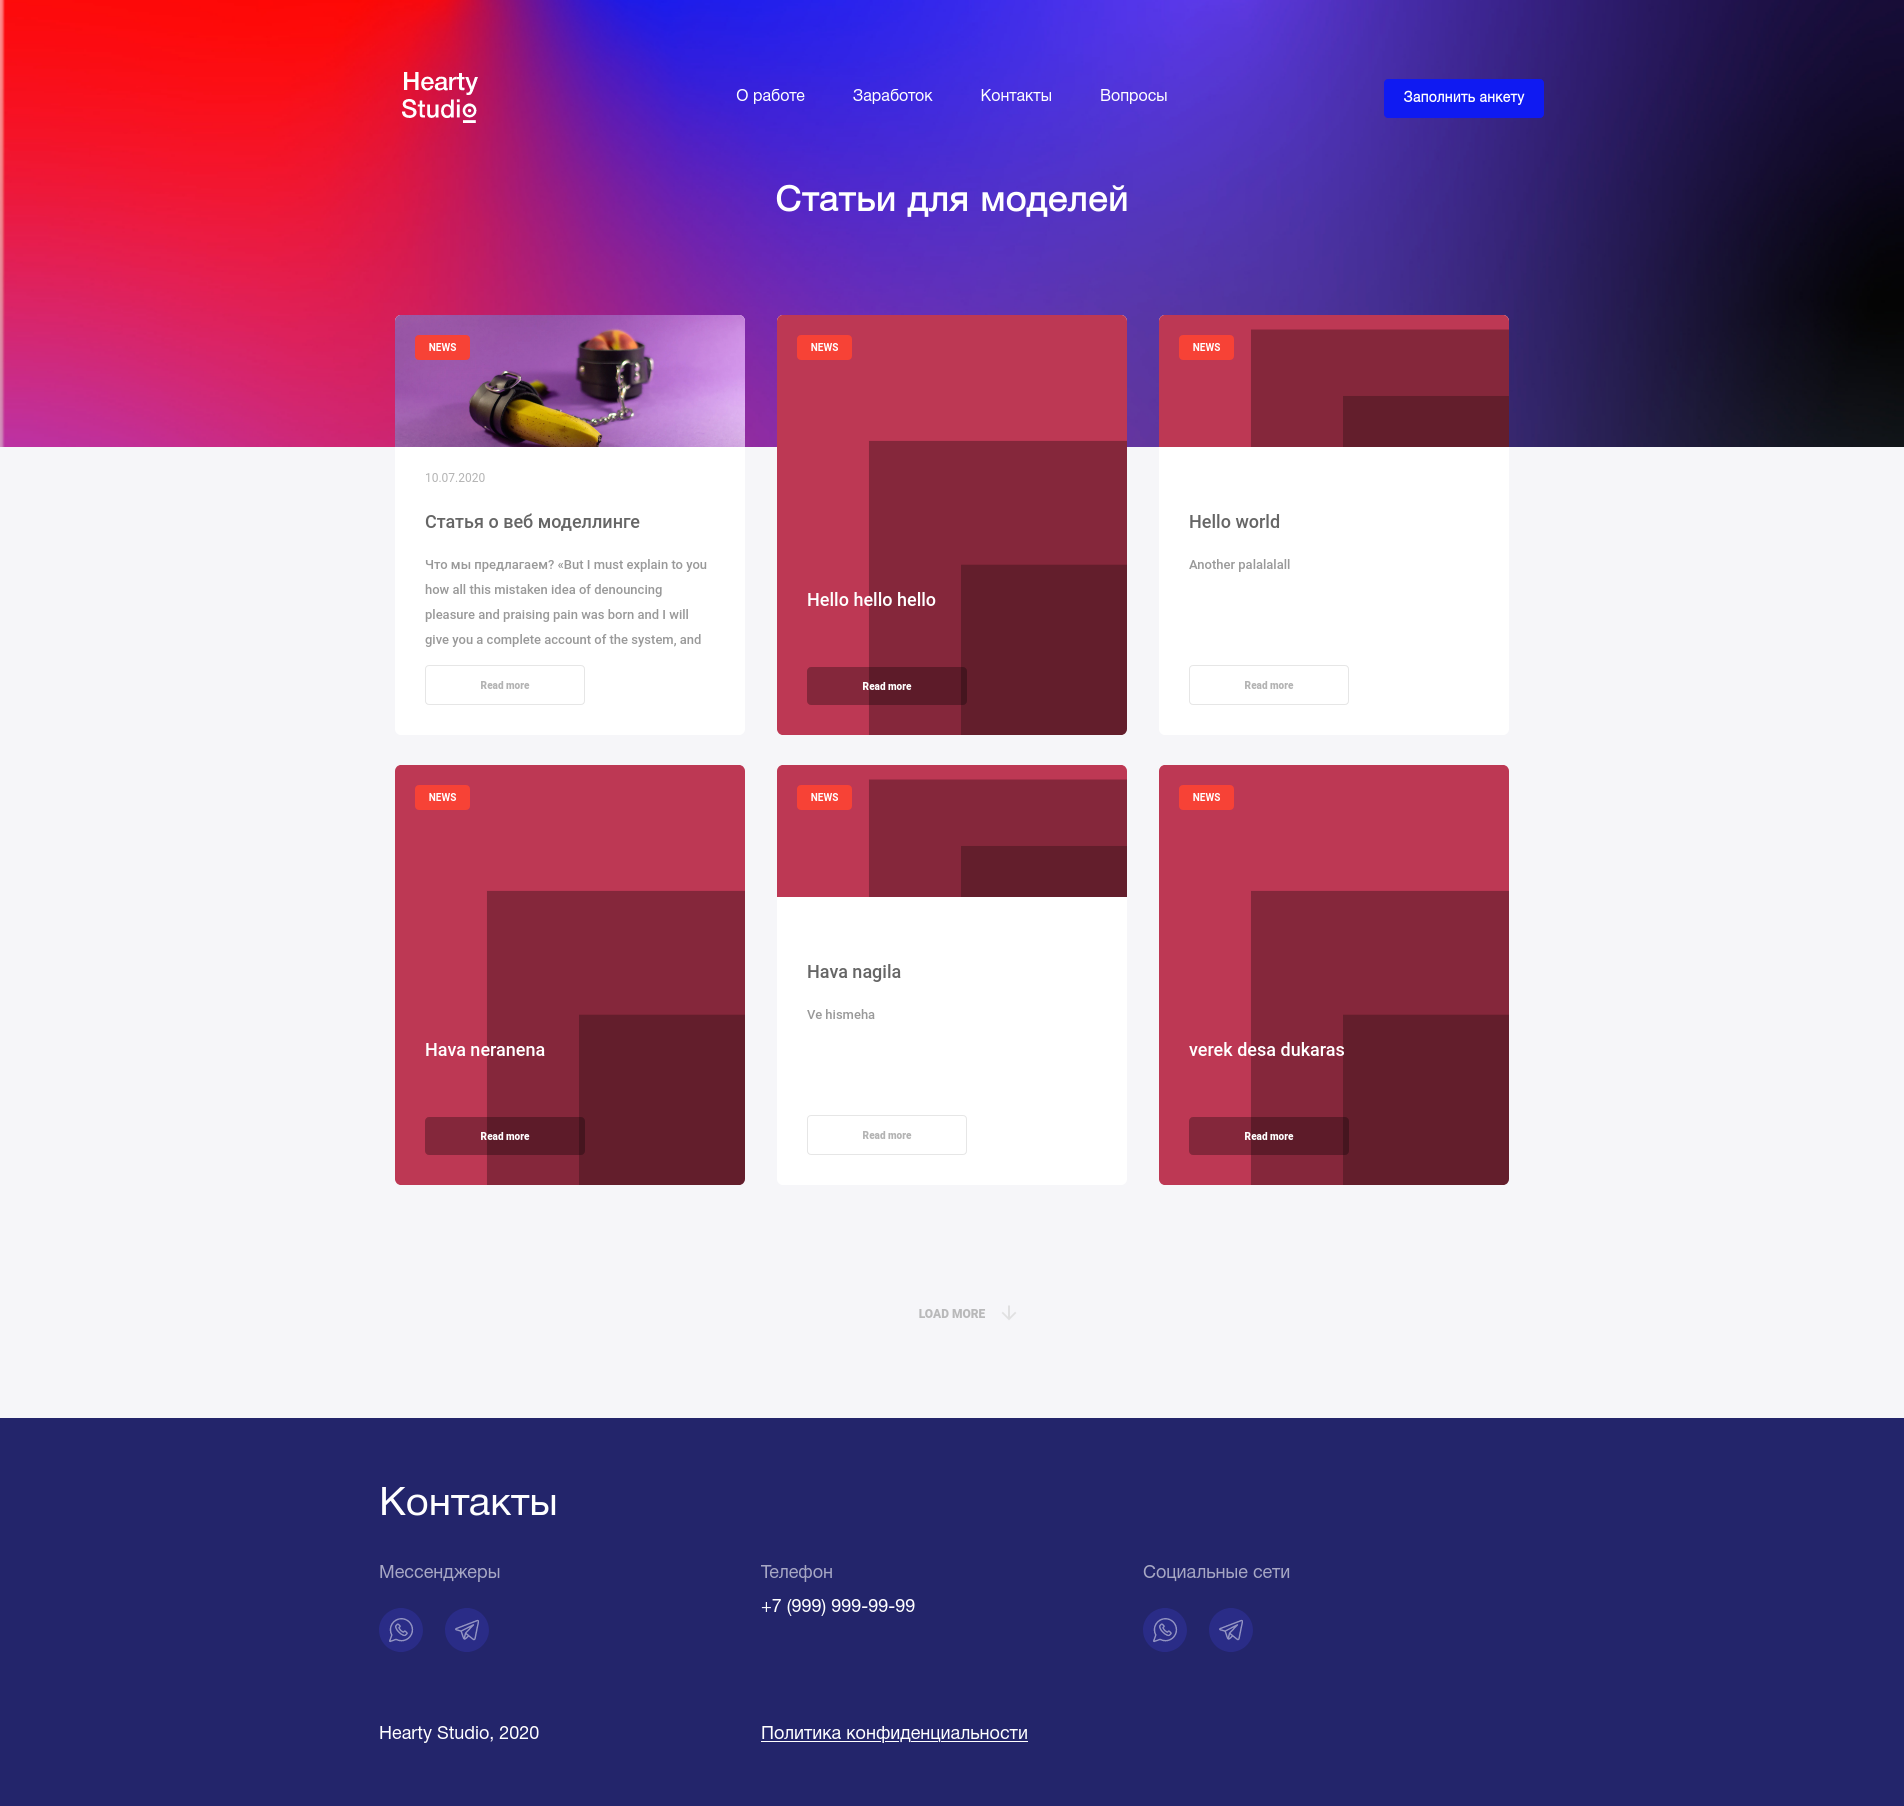 Hearty
Studio
О работе
Заработок
Контакты
Вопросы
Заполнить анкету
Статьи для моделей
NEWS
10.07.2020
Статья о веб моделлинге
Что мы предлагаем? «But I must explain to you
how all this mistaken idea of denouncing
pleasure and praising pain was born and I will
give you a complete account of the system, and
Read more
NEWS
Hello hello hello
Read more
NEWS
Hello world
Another palalalall
Read more
NEWS
Hava neranena
Read more
NEWS
Hava nagila
Ve hismeha
Read more
NEWS
verek desa dukaras
Read more
LOAD MORE
Контакты
Мессенджеры
Телефон
+7 (999) 999-99-99
Социальные сети
Hearty Studio, 2020
Политика конфиденциальности